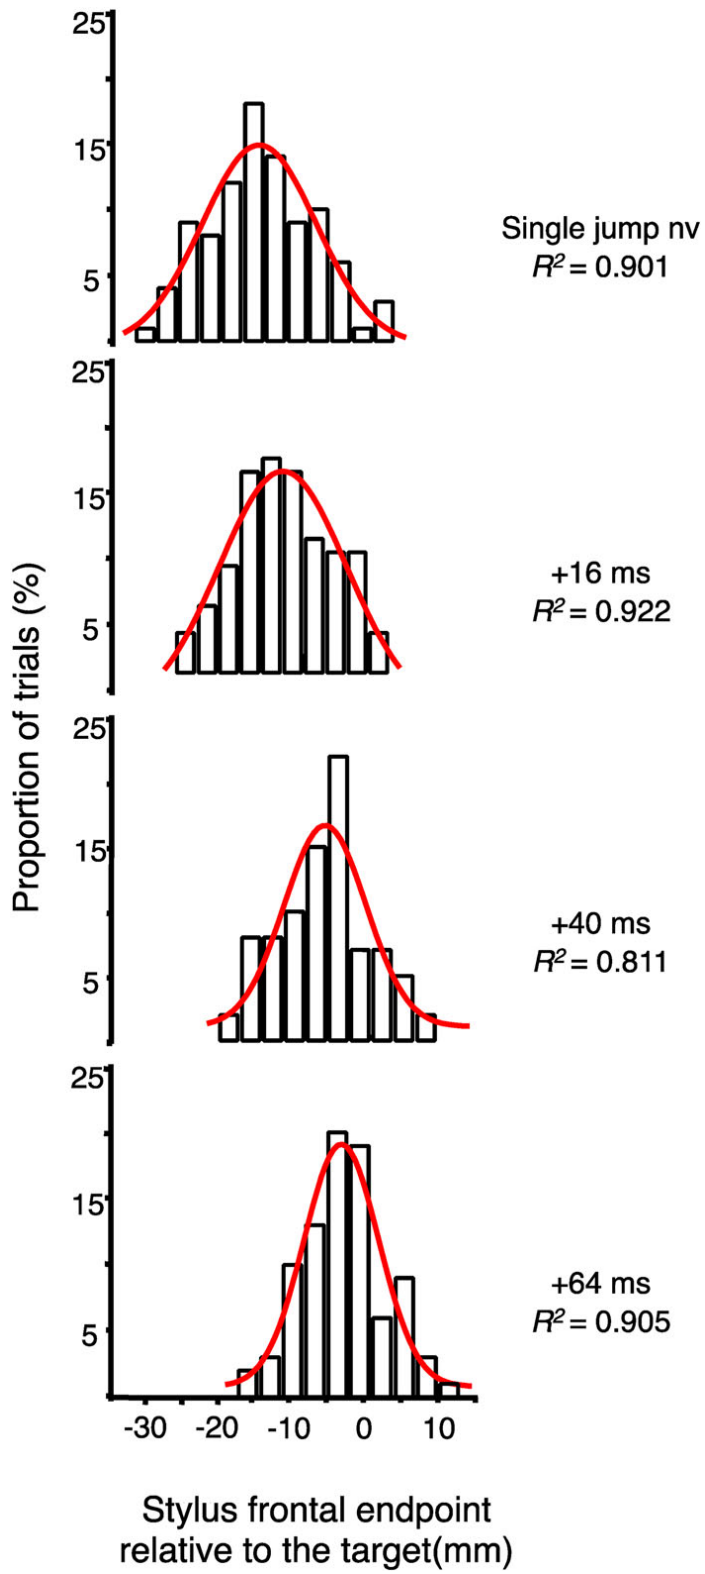 25
15
5
Single jump nv
R² = 0.901
25
15
5
+16 ms
R² = 0.922
Proportion of trials (%)
25
15
5
+40 ms
R² = 0.811
25
15
5
+64 ms
R² = 0.905
-30 -20 -10 0 10
Stylus frontal endpoint
relative to the target(mm)